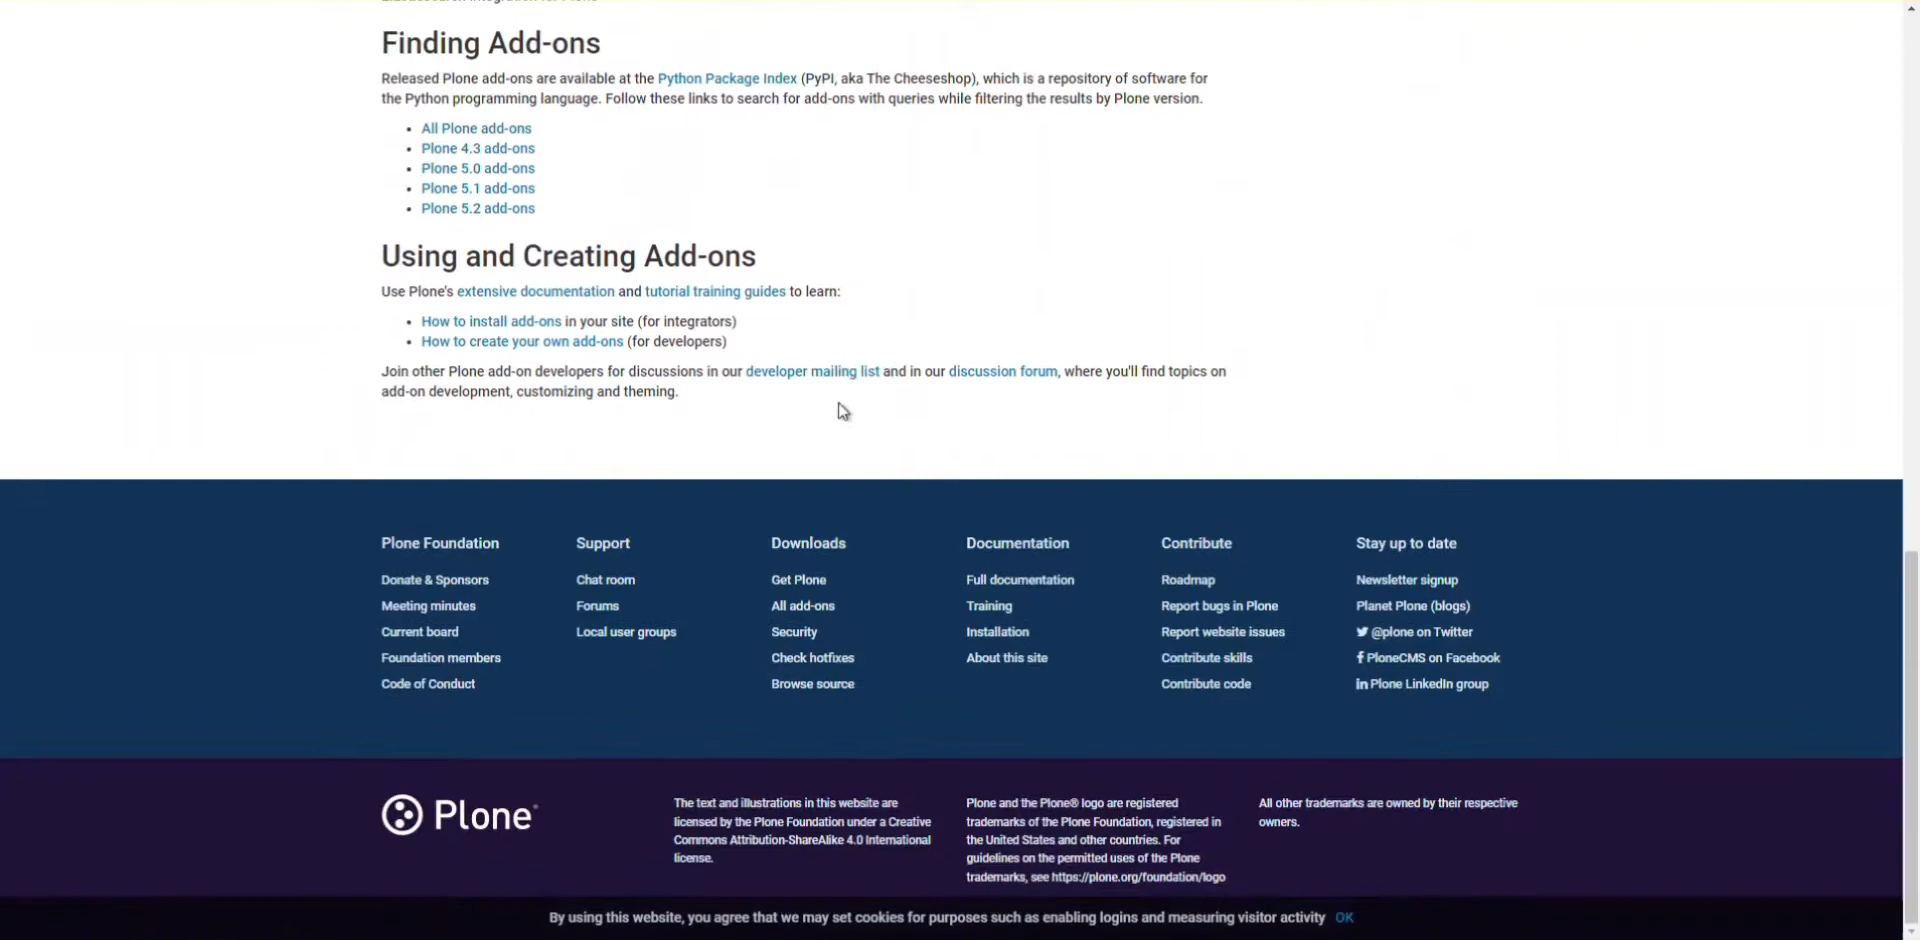 Finding Add-ons
Released Plone add-ons are available at the Python Package Index (PyPI, aka The Cheeseshop), which is a repository of software for
the Python programming language. Follow these links to search for add-ons with queries while filtering the results by Plone version.
• All Plone add-ons
• Plone 4.3 add-ons
• Plone 5.0 add-ons
• Plone 5.1 add-ons
• Plone 5.2 add-ons
Using and Creating Add-ons
Use Plone's extensive documentation and tutorial training guides to learn:
• How to install add-ons in your site (for integrators)
• How to create your own add-ons (for developers)
Join other Plone add-on developers for discussions in our developer mailing list and in our discussion forum, where you'll find topics on
add-on development, customizing and theming.
Plone Foundation
Donate & Sponsors
Meeting minutes
Current board
Foundation members
Code of Conduct
Support
Chat room
Forums
Local user groups
Downloads
Get Plone
All add-ons
Security
Check hotfixes
Browse source
Documentation
Full documentation
Training
Installation
About this site
Contribute
Roadmap
Report bugs in Plone
Report website issues
Contribute skills
Contribute code
Stay up to date
Newsletter signup
Planet Plone (blogs)
@plone on Twitter
PloneCMS on Facebook
in Plone LinkedIn group
Plone®
The text and illustrations in this website are
licensed by the Plone Foundation under a Creative
Commons Attribution-ShareAlike 4.0 International
license.
Plone and the Plone® logo are registered
trademarks of the Plone Foundation, registered in
the United States and other countries. For
guidelines on the permitted uses of the Plone
trademarks, see https://plone.org/foundation/logo
All other trademarks are owned by their respective
owners.
By using this website, you agree that we may set cookies for purposes such as enabling logins and measuring visitor activity OK